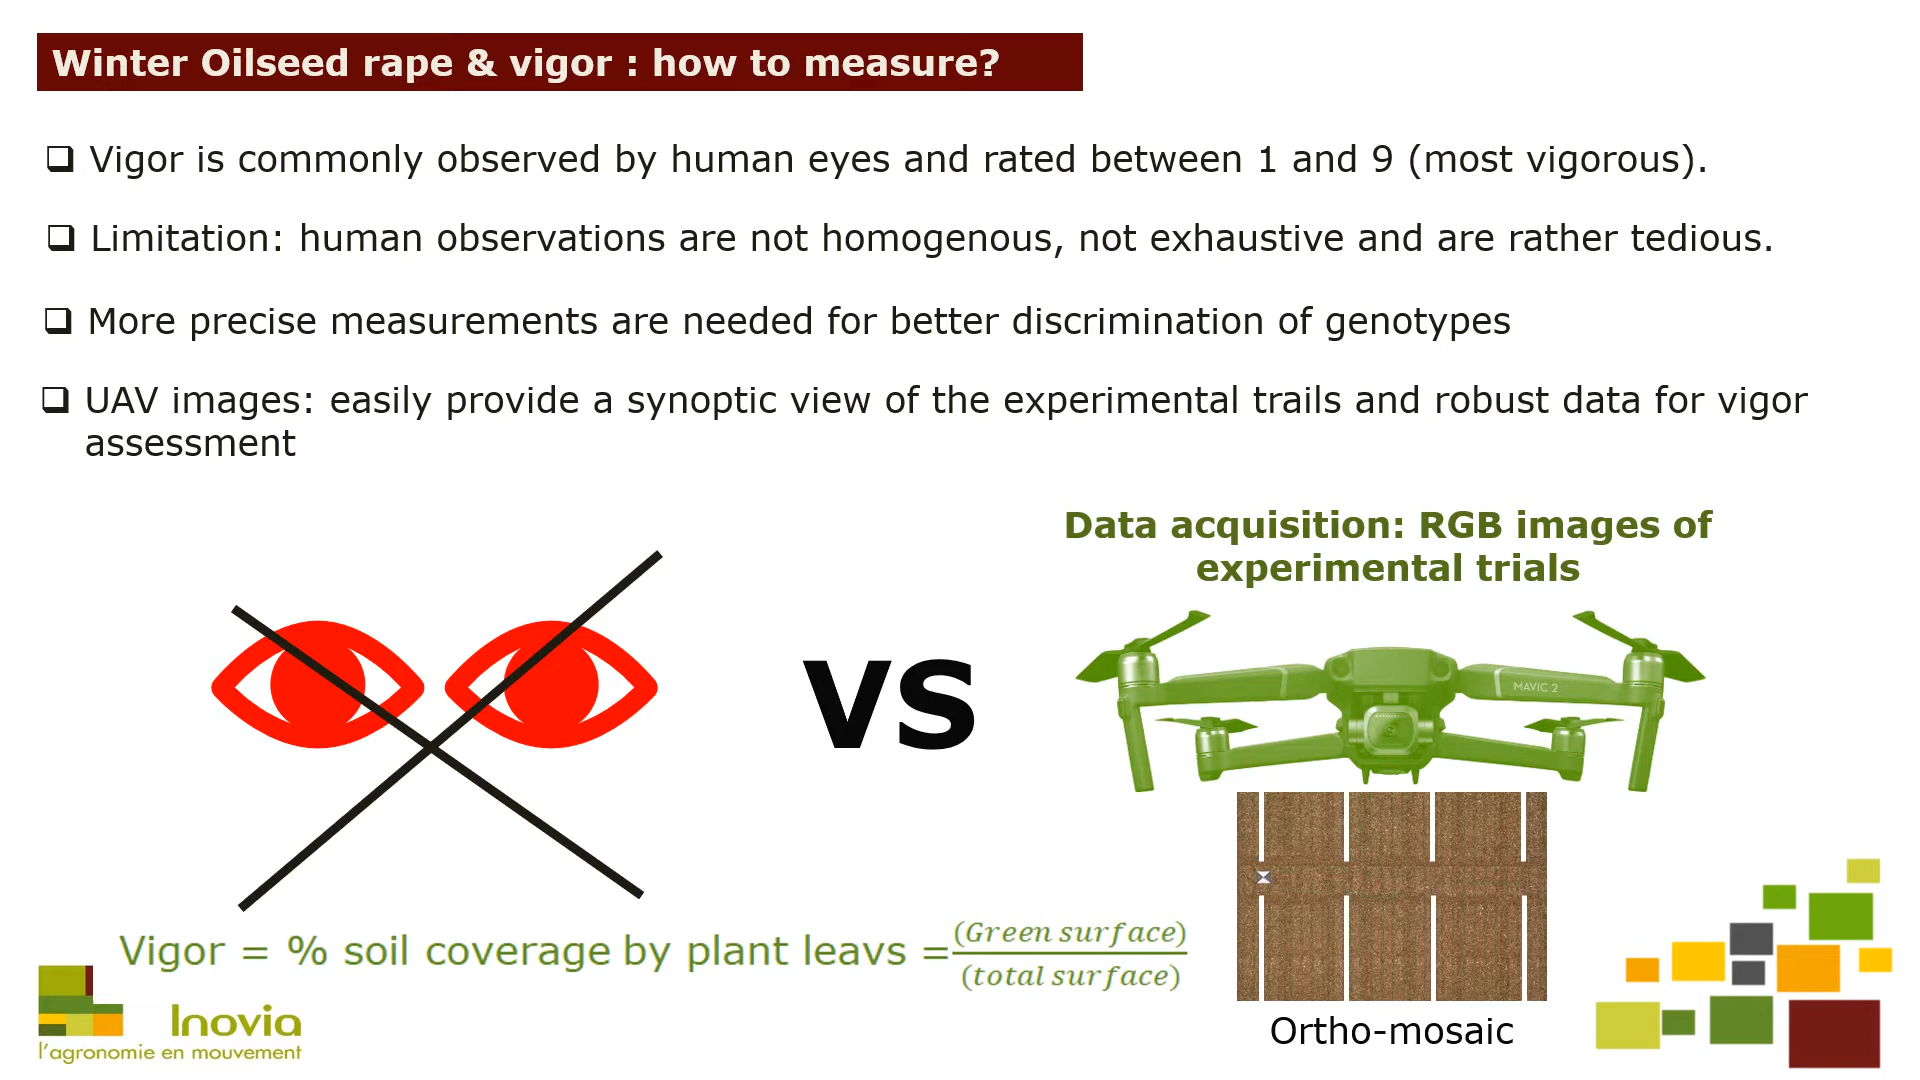 Winter Oilseed rape & vigor : how to measure?
❑ Vigor is commonly observed by human eyes and rated between 1 and 9 (most vigorous).
❑ Limitation: human observations are not homogenous, not exhaustive and are rather tedious.
❑ More precise measurements are needed for better discrimination of genotypes
❑ UAV images: easily provide a synoptic view of the experimental trails and robust data for vigor
assessment
Data acquisition: RGB images of
experimental trials
VS
MAVIC 2
Vigor = % soil coverage by plant leavs = (Green surface)
(total surface)
Ortho-mosaic
Inovia
l'agronomie en mouvement